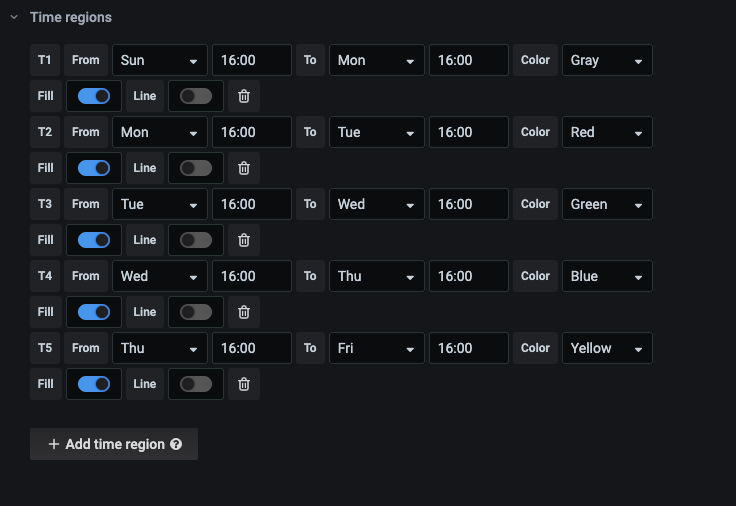 Time regions
T1 From Sun 16:00 To Mon 16:00 Color Gray
Fill Line
T2 From Mon 16:00 To Tue 16:00 Color Red
Fill Line
T3 From Tue 16:00 To Wed 16:00 Color Green
Fill Line
T4 From Wed 16:00 To Thu 16:00 Color Blue
Fill Line
T5 From Thu 16:00 To Fri 16:00 Color Yellow
Fill Line
+ Add time region ?